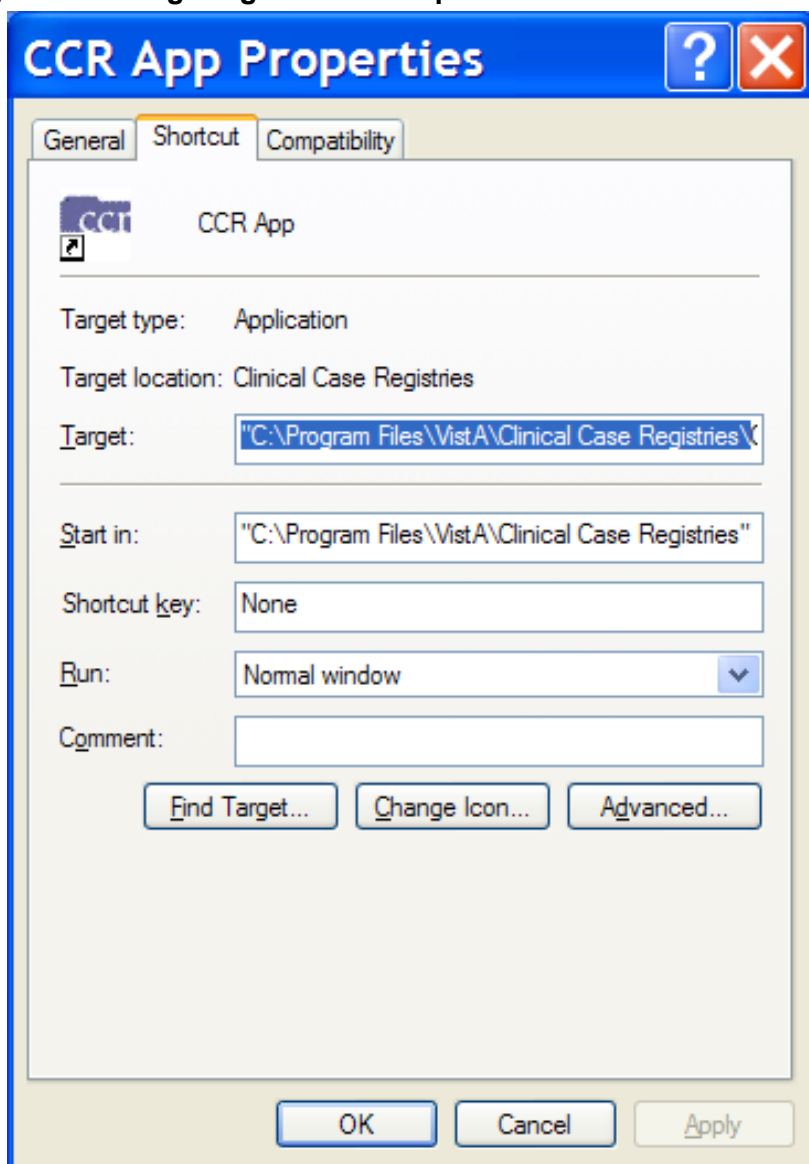 CCR App Properties
General Shortcut Compatibility
ccr
CCR App
Target type: Application
Target location: Clinical Case Registries
Target: "C:\Program Files\VistA\Clinical Case Registries\
Start in: "C:\Program Files\VistA\Clinical Case Registries"
Shortcut key: None
Run: Normal window
Comment:
Find Target... Change Icon... Advanced...
OK Cancel Apply